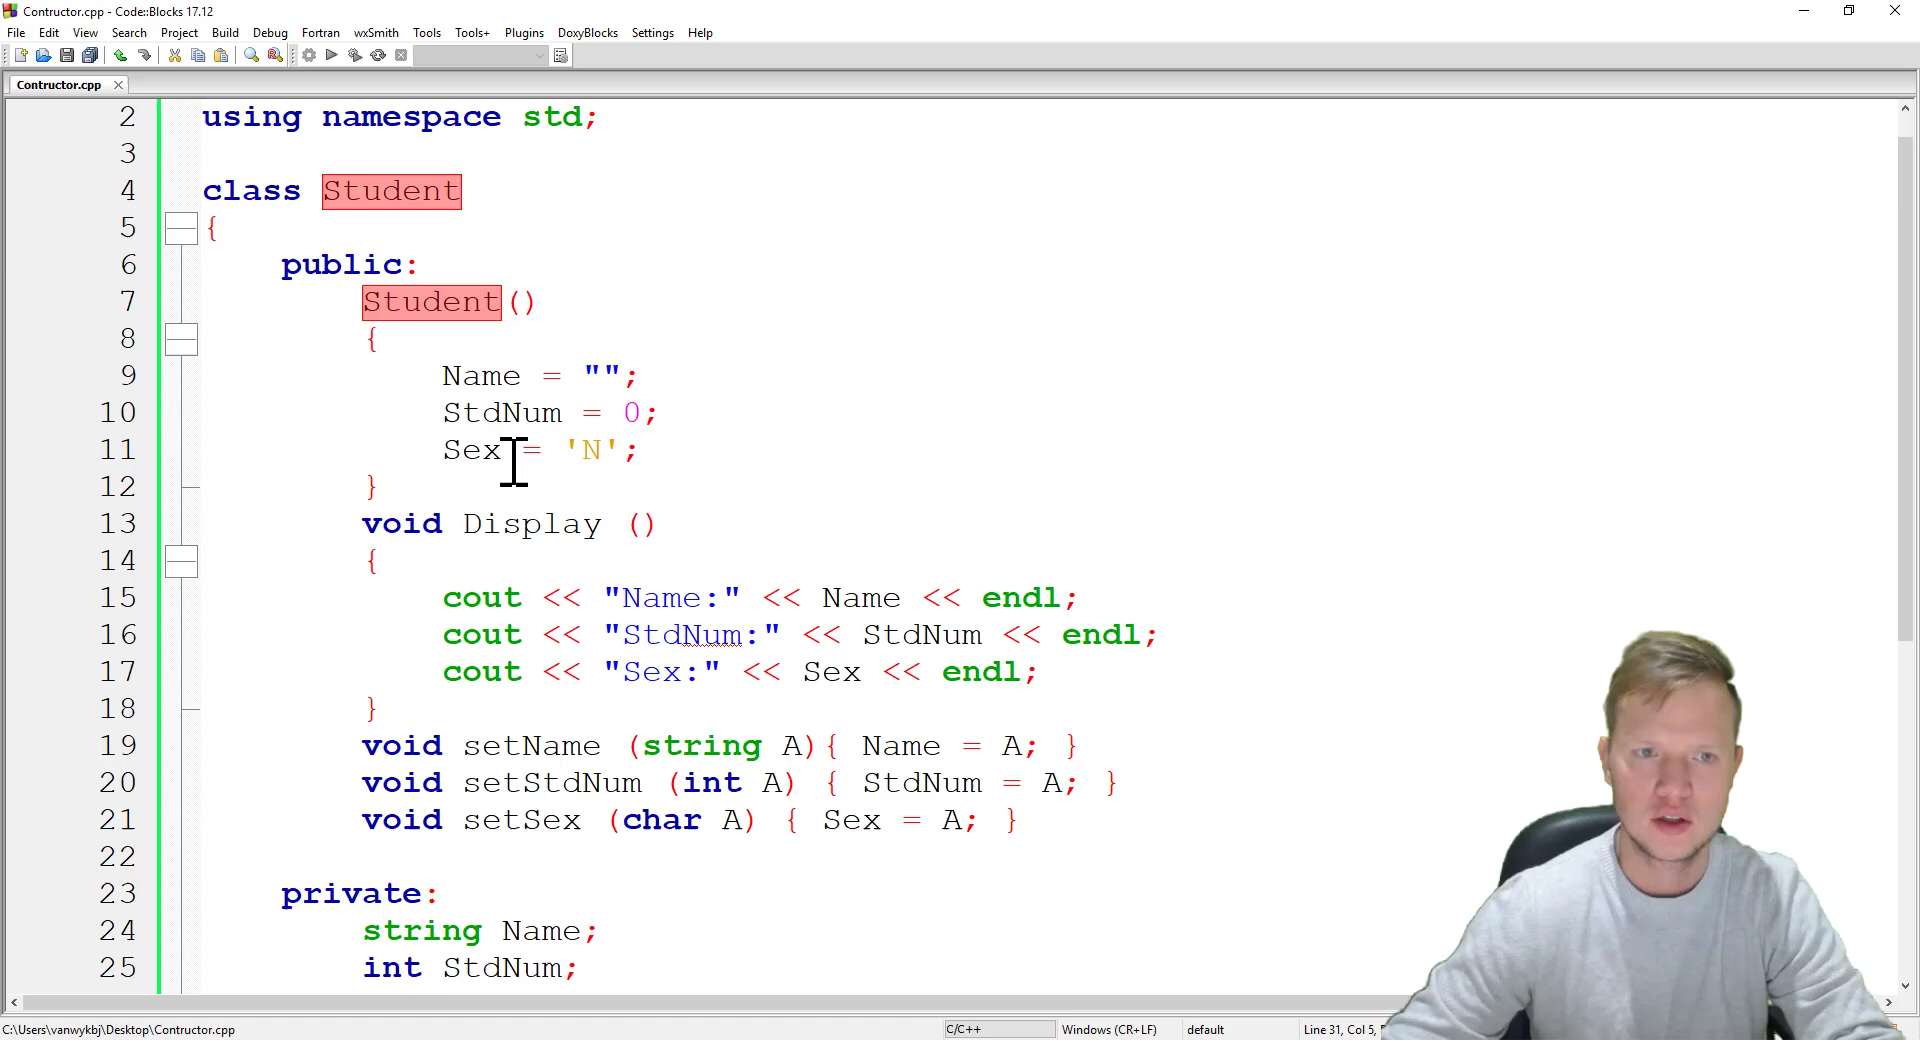 Contructor.cpp - Code::Blocks 17.12
File Edit View Search Project Build Debug Fortran wxSmith Tools Tools+ Plugins DoxyBlocks Settings Help
Contructor.cpp
2 using namespace std;
3
4 class Student
5 {
6 public:
7 Student()
8 {
9 Name = "";
10 StdNum = 0;
11 Sex = 'N';
12 }
13 void Display ()
14 {
15 cout << "Name:" << Name << endl;
16 cout << "StdNum:" << StdNum << endl;
17 cout << "Sex:" << Sex << endl;
18 }
19 void setName (string A){ Name = A; }
20 void setStdNum (int A) { StdNum = A; }
21 void setSex (char A) { Sex = A; }
22
23 private:
24 string Name;
25 int StdNum;
C:\Users\vanwykbj\Desktop\Contructor.cpp C/C++ Windows (CR+LF) default Line 31, Col 5,